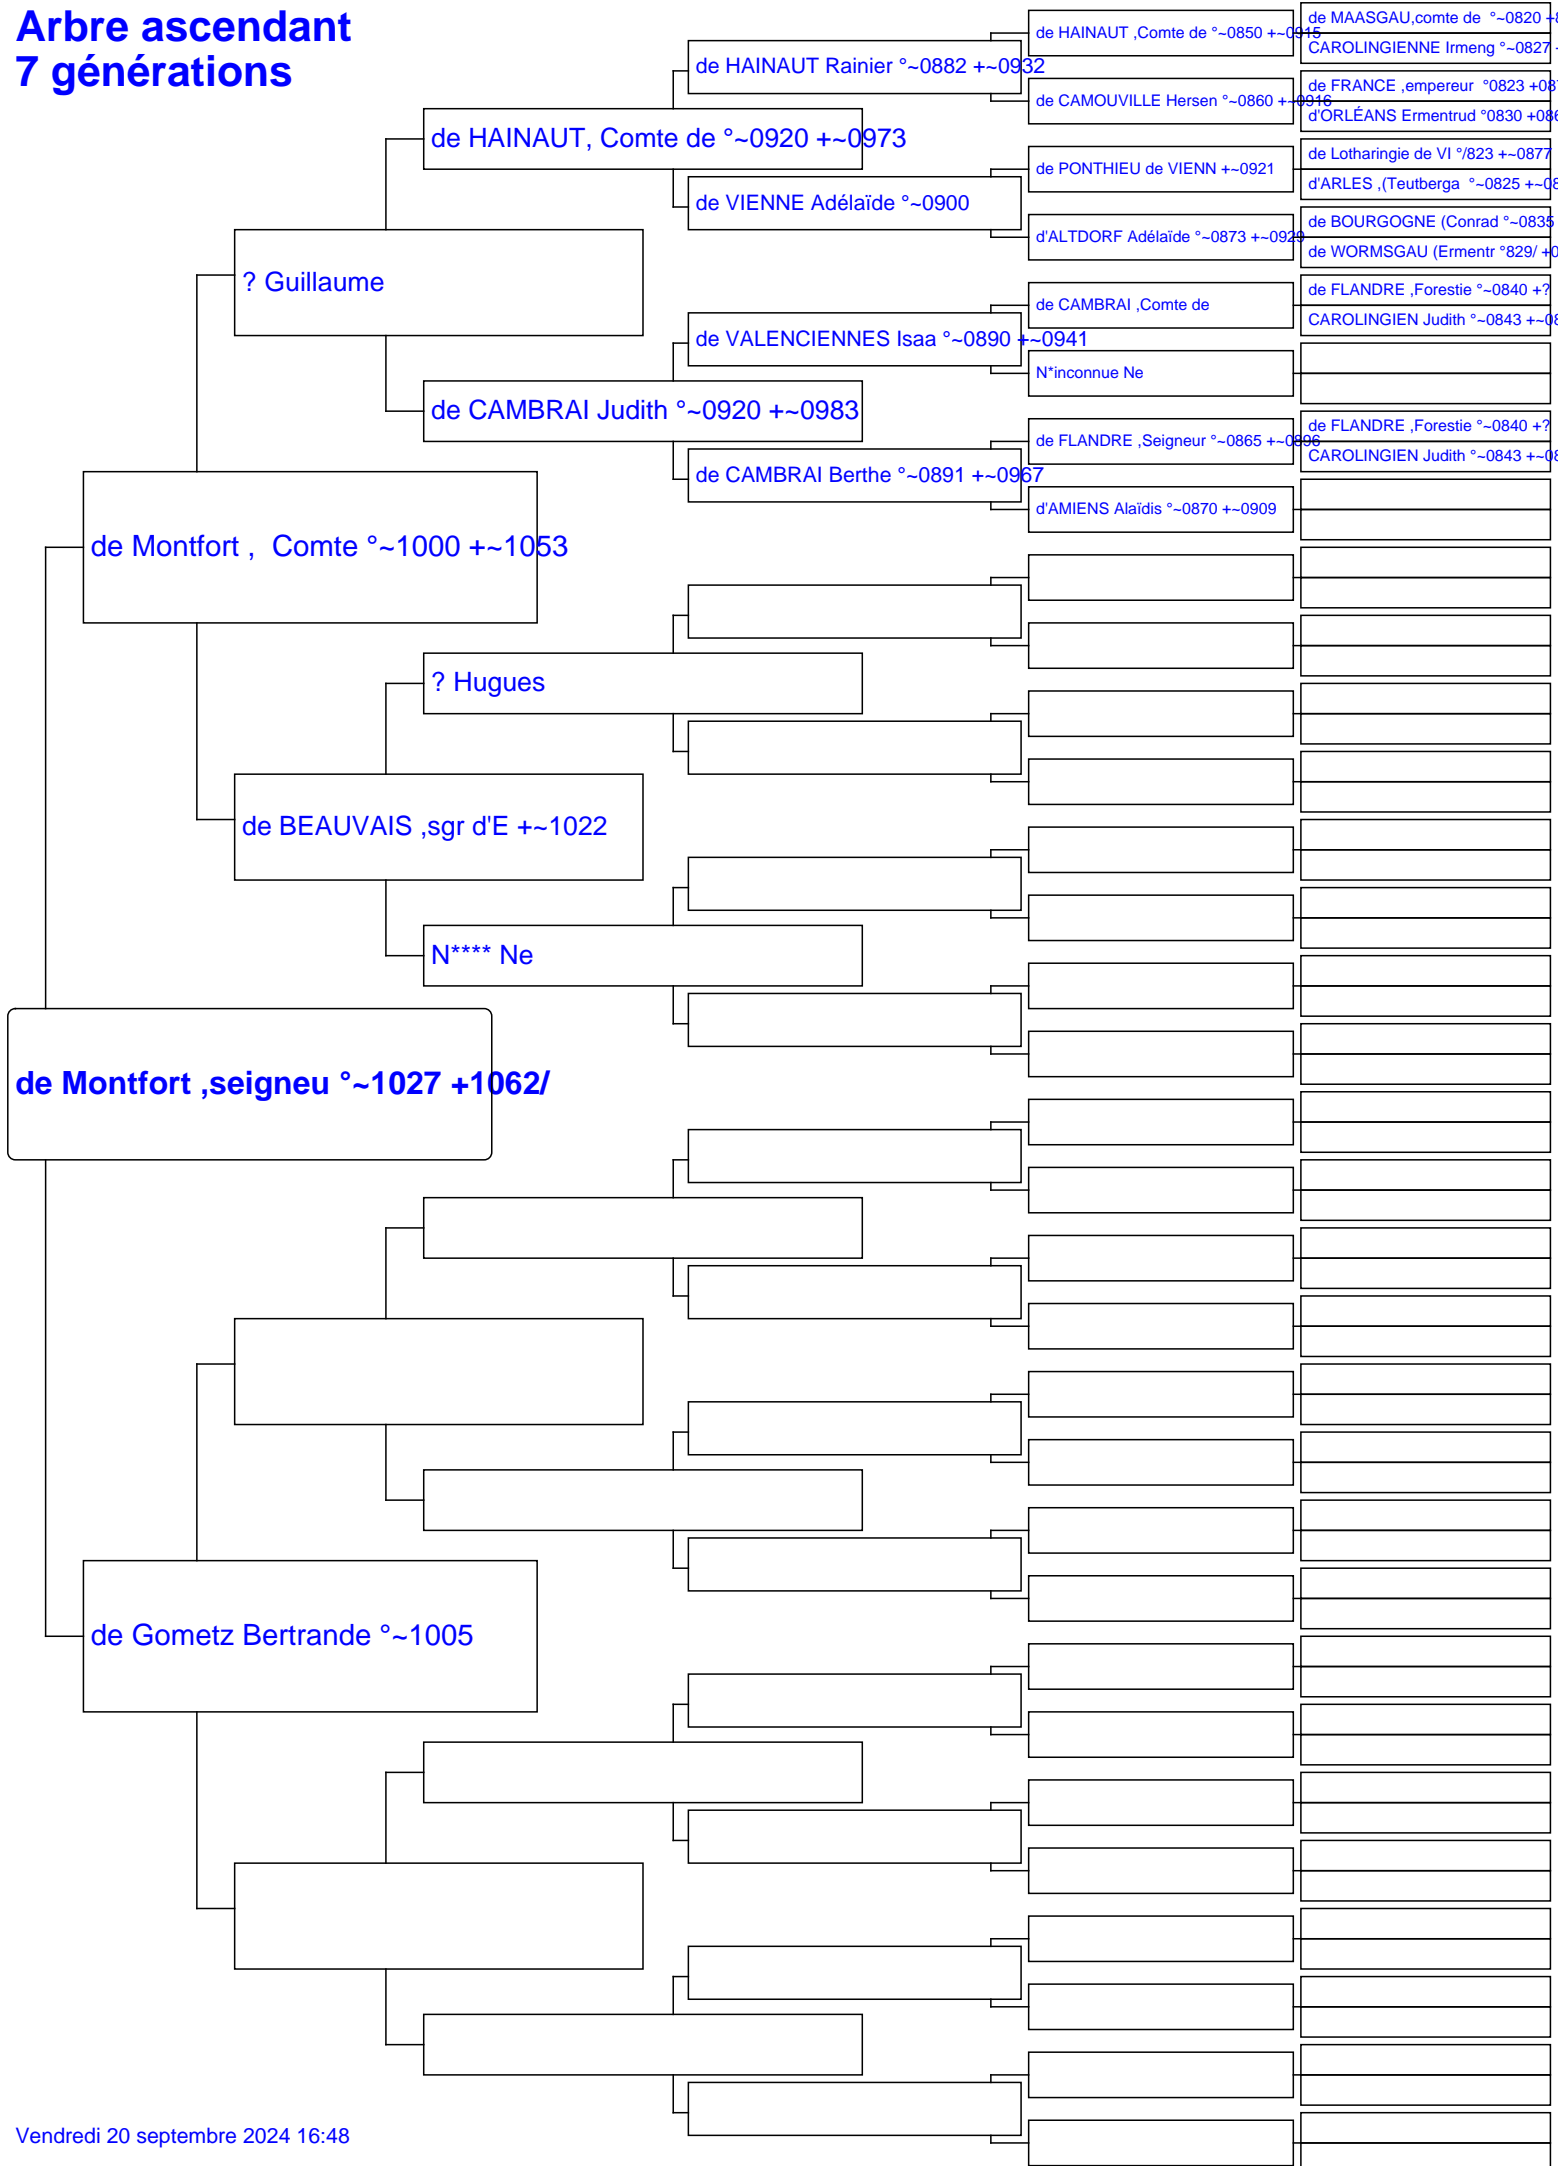 Arbre ascendant
7 générations
de MAASGAU,comte de °~0820 +8
de HAINAUT ,Comte de °~0850 +~0915
CAROLINGIENNE Irmeng °~0827 +
de HAINAUT Rainier °~0882 +~0932
de FRANCE ,empereur °0823 +087
de CAMOUVILLE Hersen °~0860 +~0916
d'ORLÉANS Ermentrud °0830 +086
de HAINAUT, Comte de °~0920 +~0973
de Lotharingie de VI °/823 +~0877
de PONTHIEU de VIENN +~0921
d'ARLES ,(Teutberga °~0825 +~08
de VIENNE Adélaïde °~0900
de BOURGOGNE (Conrad °~0835
d'ALTDORF Adélaïde °~0873 +~0929
de WORMSGAU (Ermentr °829/ +0
? Guillaume
de FLANDRE ,Forestie °~0840 +?
de CAMBRAI ,Comte de
CAROLINGIEN Judith °~0843 +~08
de VALENCIENNES Isaa °~0890 +~0941
N*inconnue Ne
de CAMBRAI Judith °~0920 +~0983
de FLANDRE ,Forestie °~0840 +?
de FLANDRE ,Seigneur °~0865 +~0896
CAROLINGIEN Judith °~0843 +~08
de CAMBRAI Berthe °~0891 +~0967
d'AMIENS Alaïdis °~0870 +~0909
de Montfort , Comte °~1000 +~1053
? Hugues
de BEAUVAIS ,sgr d'E +~1022
N**** Ne
de Montfort ,seigneu °~1027 +1062/
de Gometz Bertrande °~1005
Vendredi 20 septembre 2024 16:48